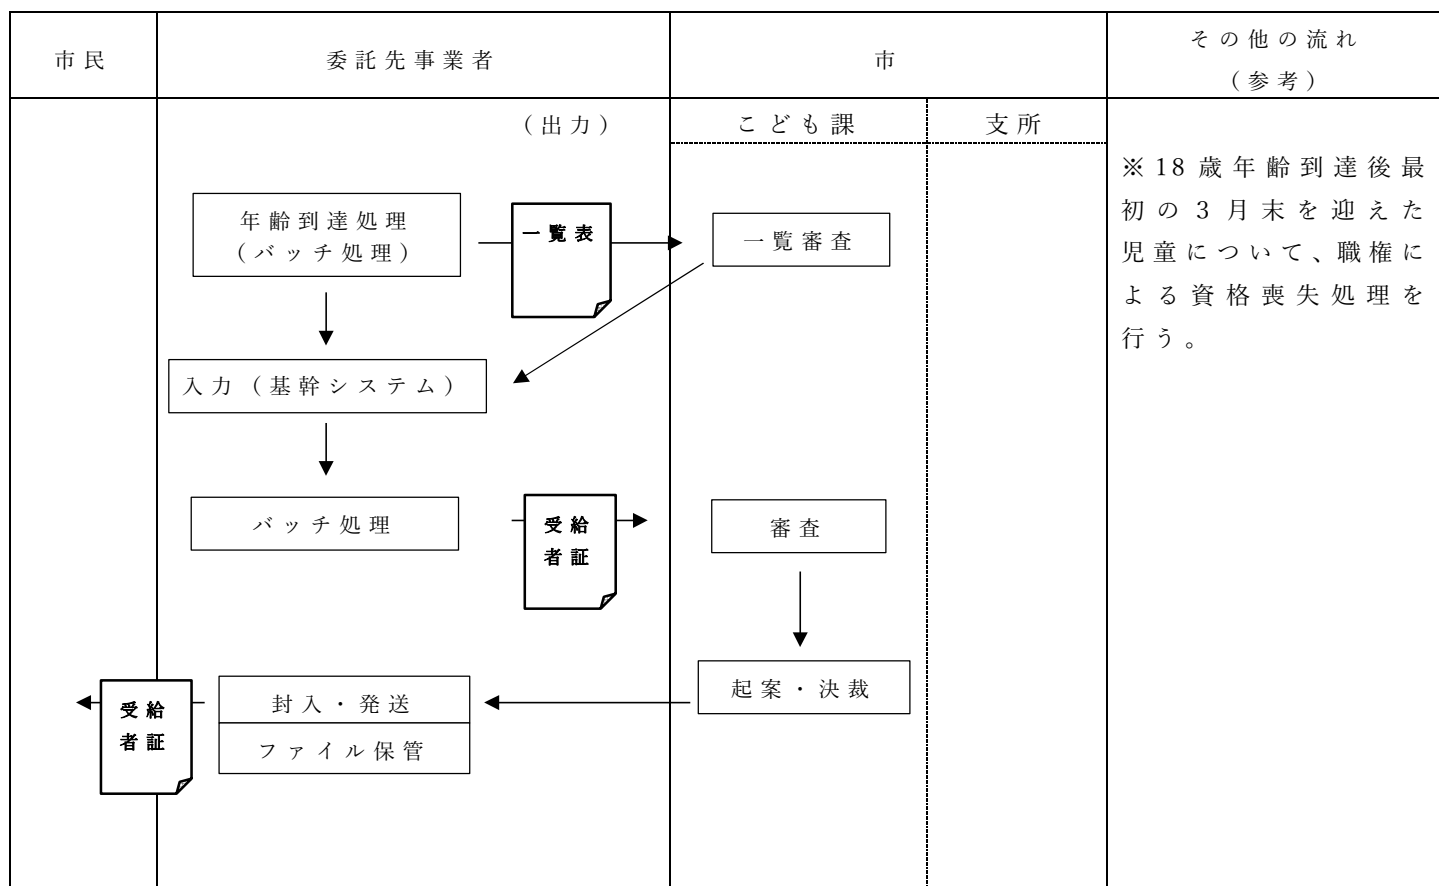 市民
委託先事業者
市
その他の流れ
（参考）
（出力）
こども課
支所
年齢到達処理
（バッチ処理）
一覧表
一覧審査
※18歳年齢到達後最
初の3月末を迎えた
児童について、職権に
よる資格喪失処理を
行う。
入力（基幹システム）
バッチ処理
受給
者証
審査
起案・決裁
受給
者証
封入・発送
ファイル保管